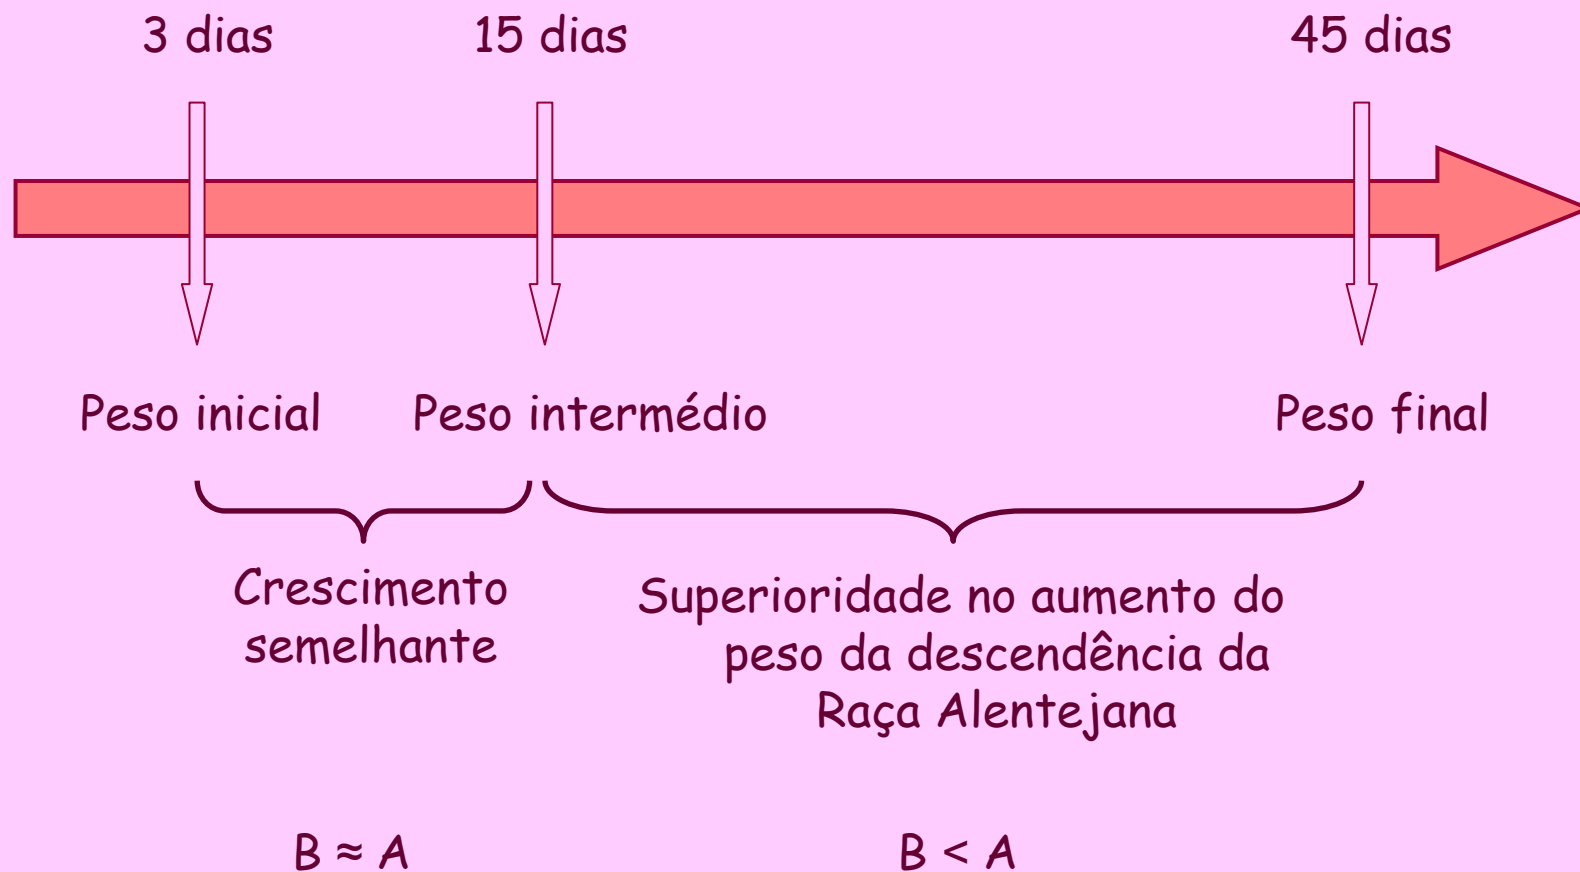 3 dias
15 dias
45 dias
Peso inicial
Peso intermédio
Peso final
Crescimento
semelhante
Superioridade no aumento do
peso da descendência da
Raça Alentejana
B ≈ A
B < A